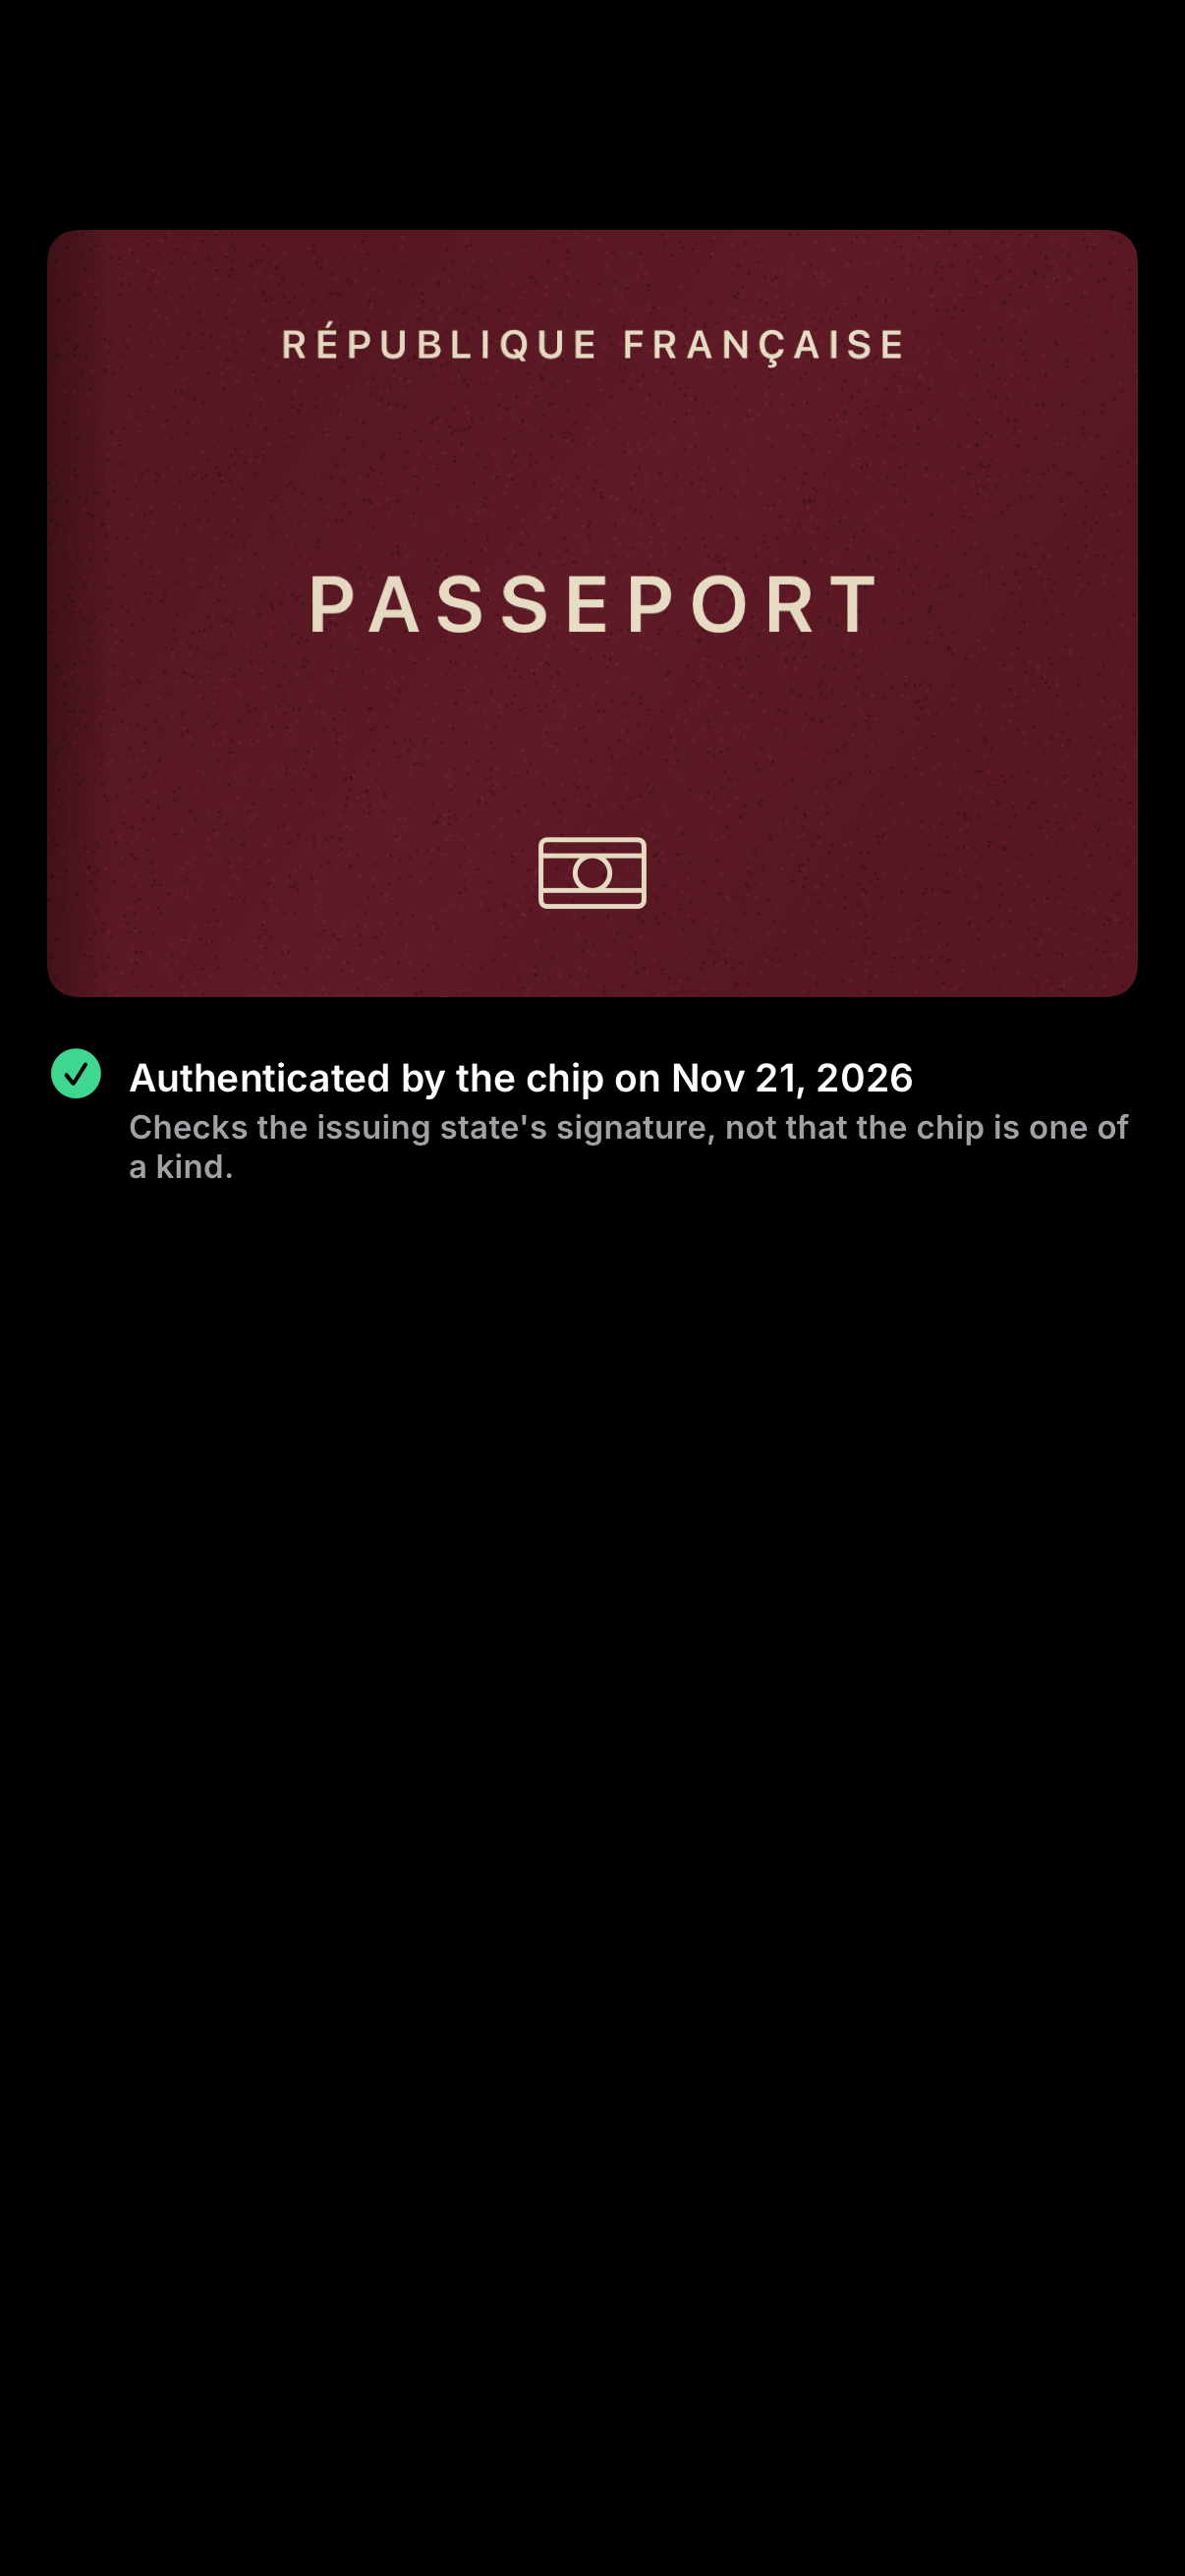 RÉPUBLIQUE FRANÇAISE
PASSEPORT
Authenticated by the chip on Nov 21, 2026
Checks the issuing state's signature, not that the chip is one of
a kind.